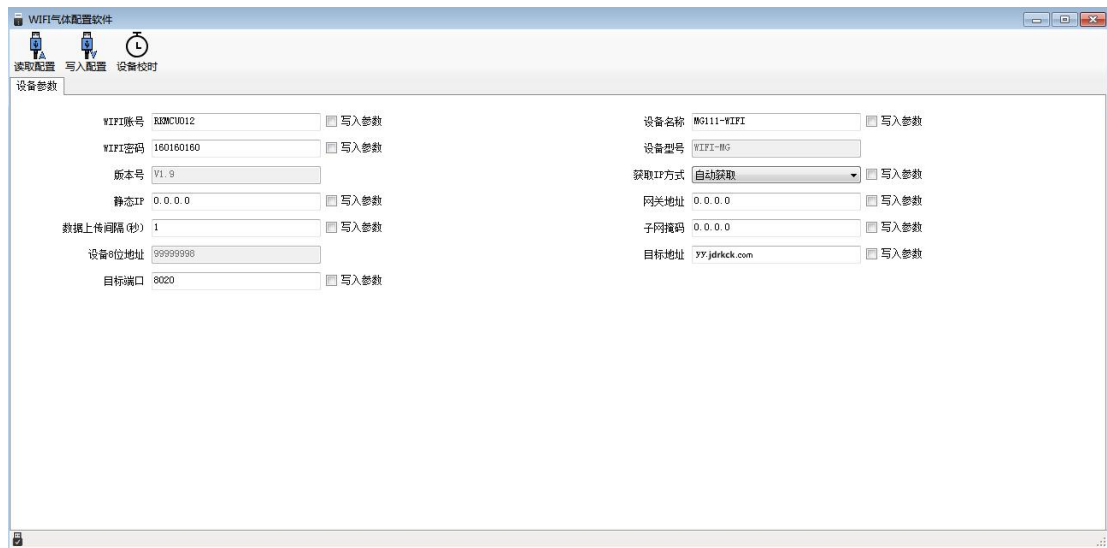 WIFI气体配置软件
读取配置 写入配置 设备校时
设备参数
WIFI账号 RKMCU012 写入参数 设备名称 MG111-WIFI 写入参数
WIFI密码 160160160 写入参数 设备型号 WIFI-MG
版本号 V1.9 获取IP方式 自动获取 写入参数
静态IP 0.0.0.0 写入参数 网关地址 0.0.0.0 写入参数
数据上传间隔(秒) 1 写入参数 子网掩码 0.0.0.0 写入参数
设备8位地址 99999998 目标地址 yy.jdrkck.com 写入参数
目标端口 8020 写入参数